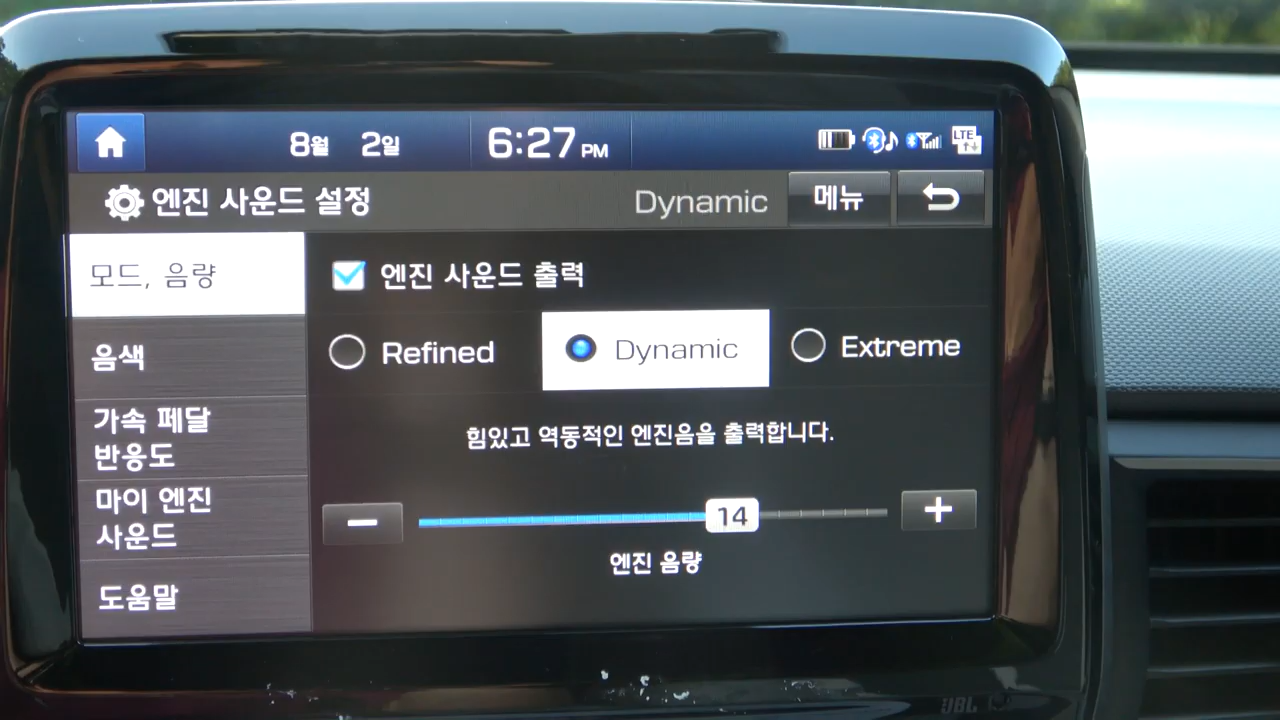 8월 2일 6:27 PM LTE
엔진 사운드 설정 Dynamic 메뉴
모드, 음량
음색
가속 페달
반응도
마이 엔진
사운드
도움말
엔진 사운드 출력
Refined Dynamic Extreme
힘있고 역동적인 엔진음을 출력합니다.
14
엔진 음량
JBL